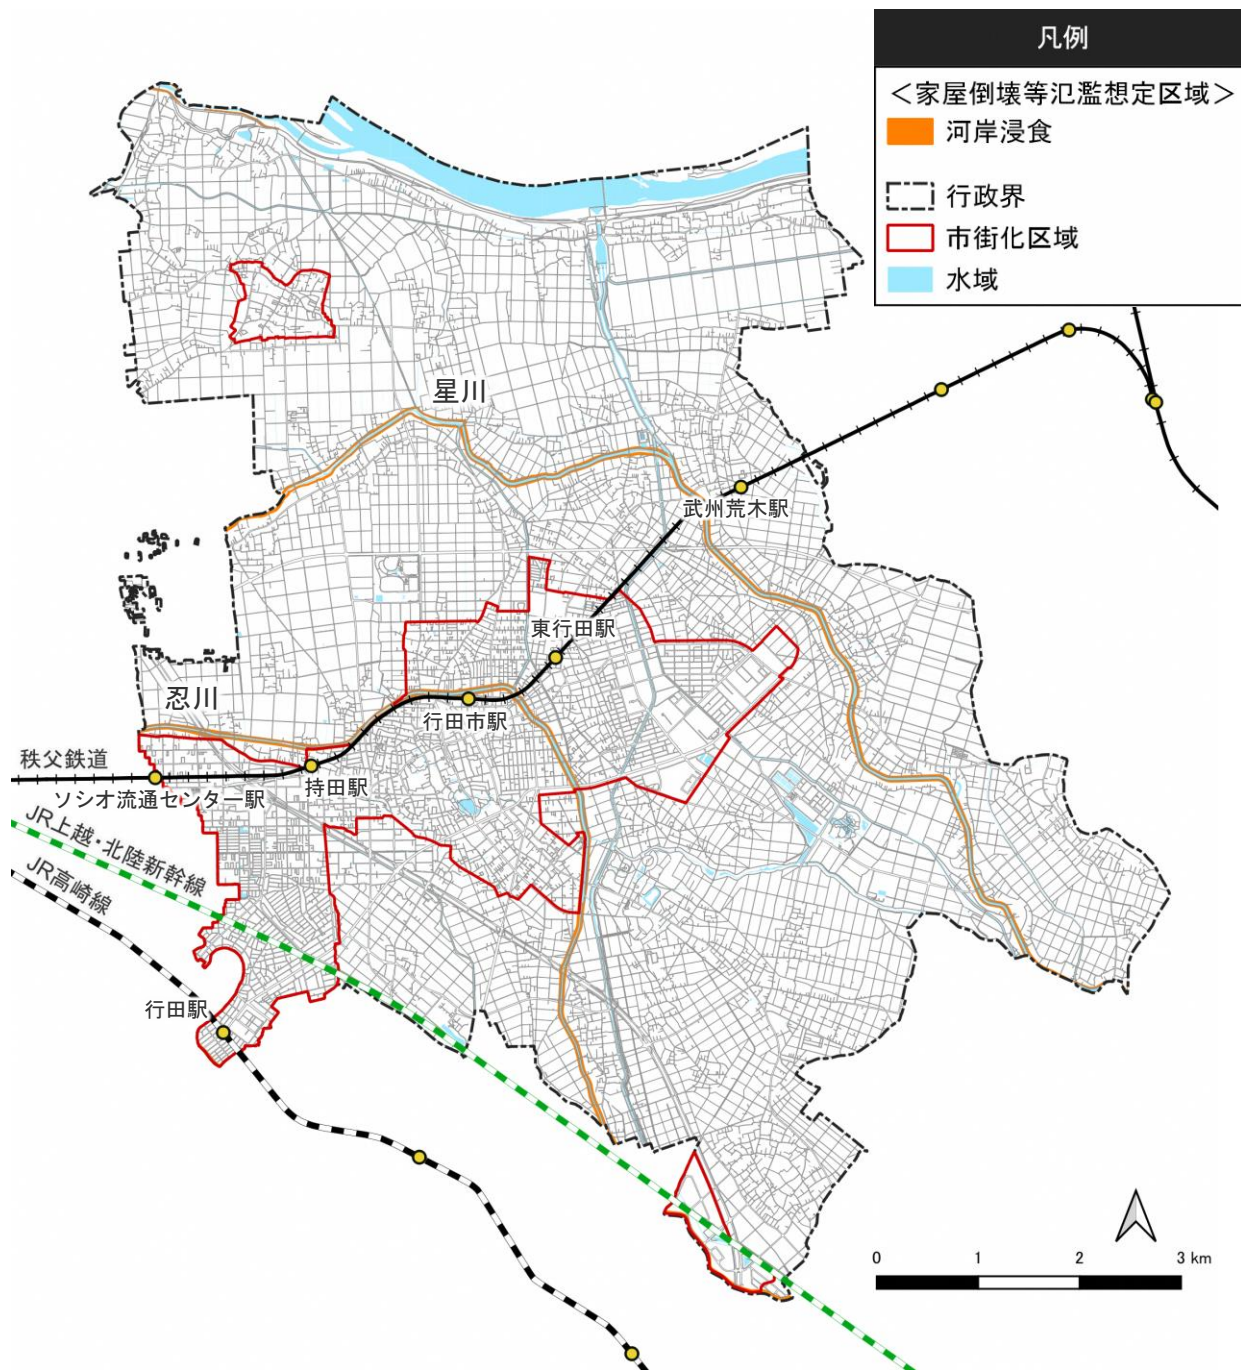 凡例
＜家屋倒壊等氾濫想定区域＞
河岸浸食
行政界
市街化区域
水域
星川
武州荒木駅
東行田駅
忍川
行田市駅
秩父鉄道
持田駅
ソシオ流通センター駅
JR上越・北陸新幹線
JR高崎線
行田駅
0 1 2 3 km